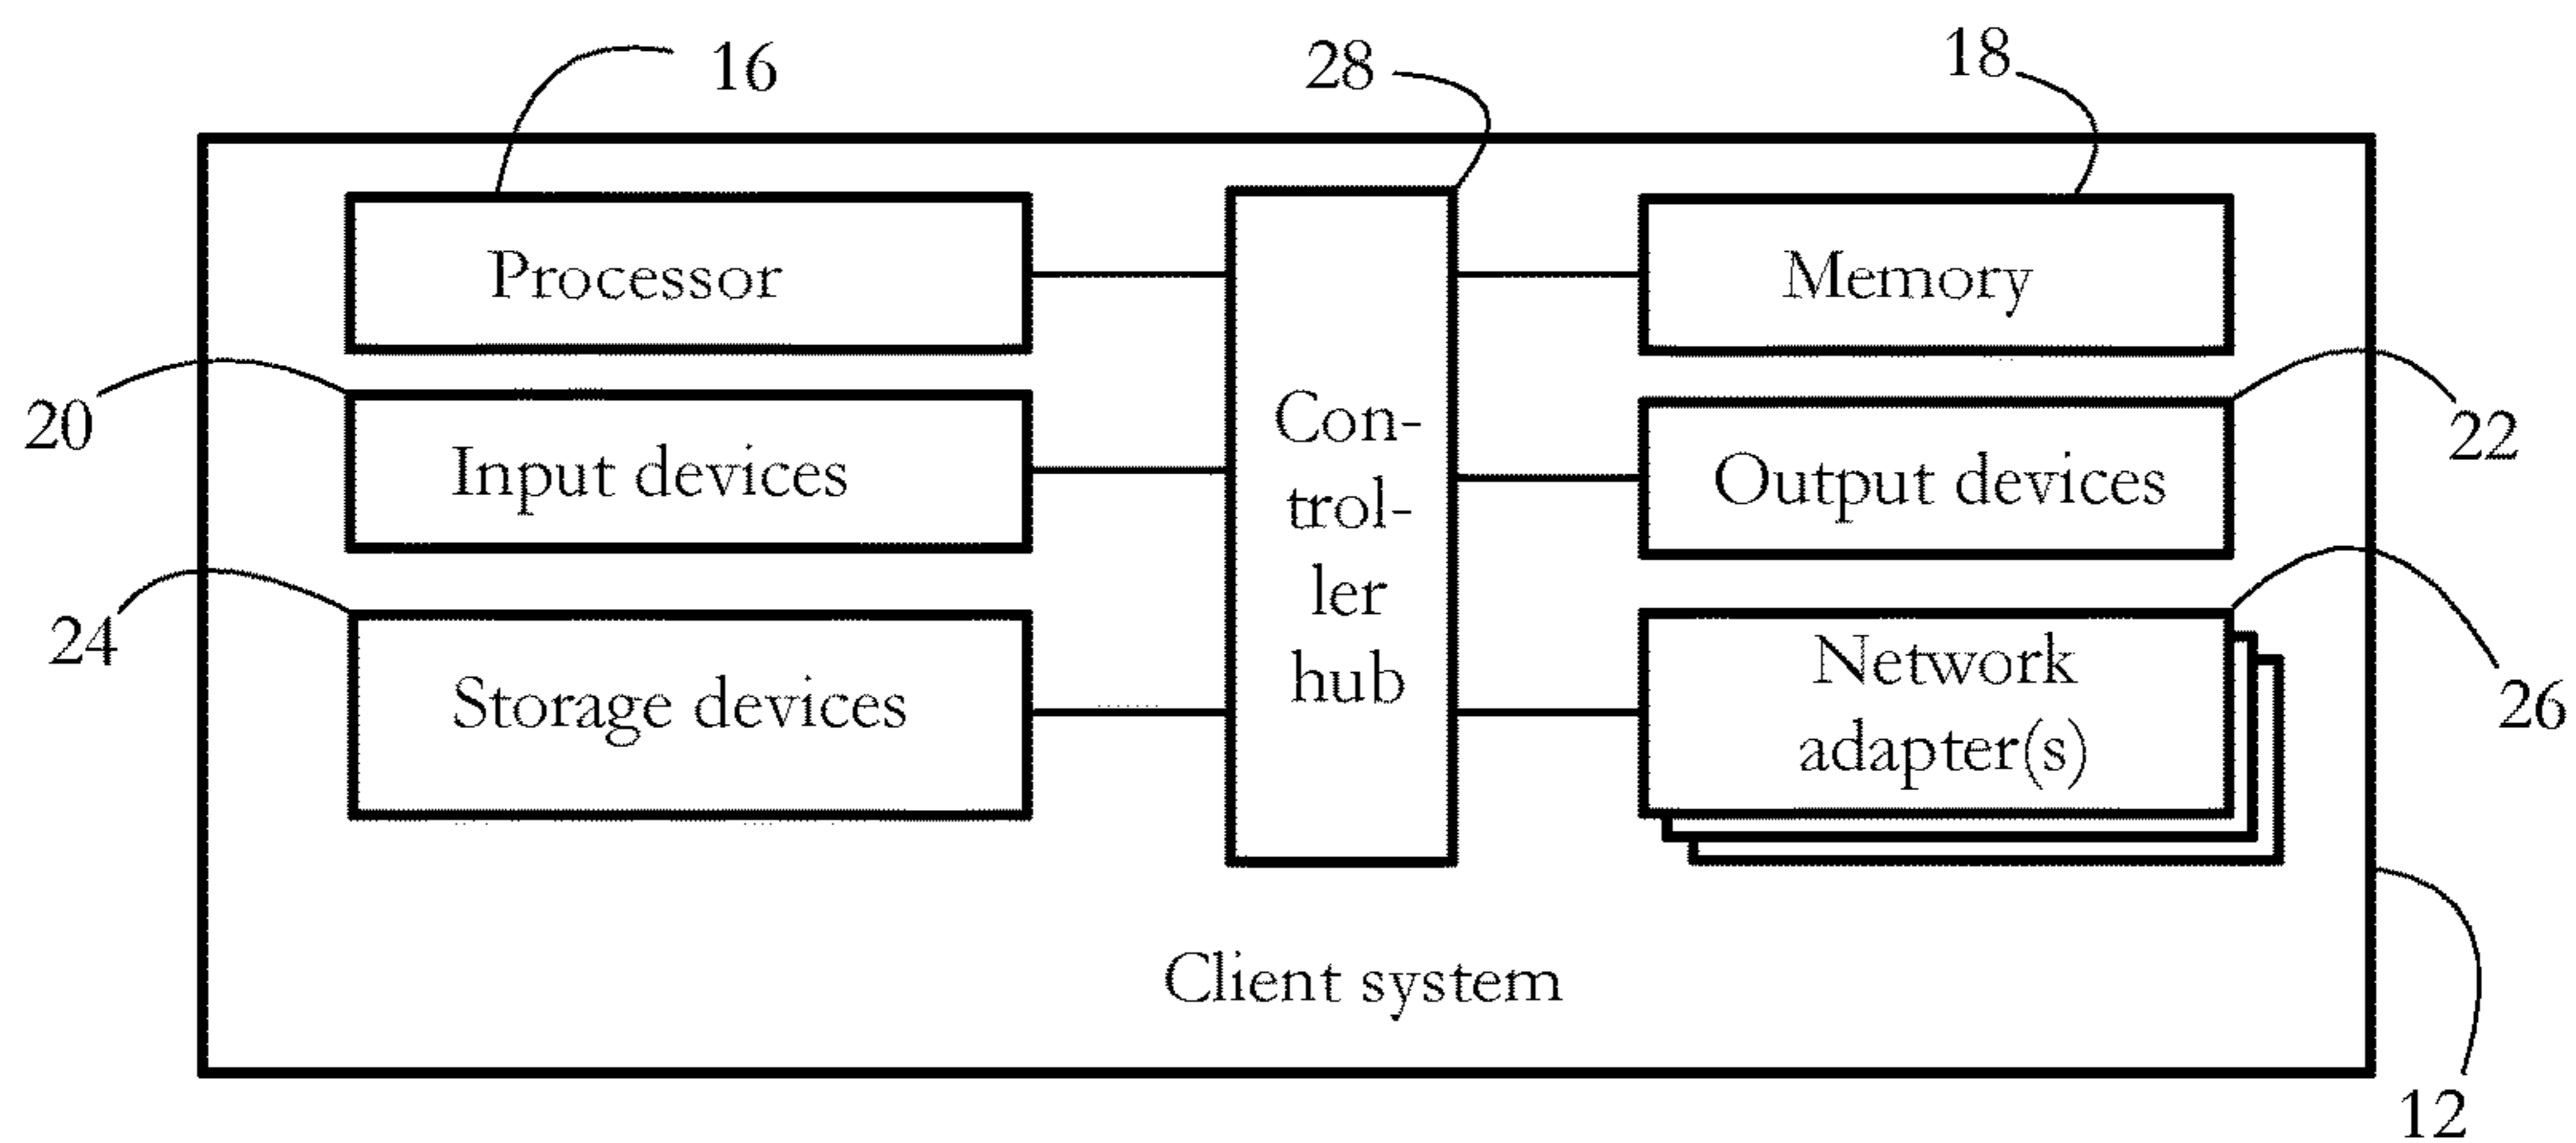 16
28
18
Processor
Memory
20
Input devices
Con-
trol-
ler
hub
Output devices
22
24
Storage devices
Network
adapter(s)
26
Client system
12